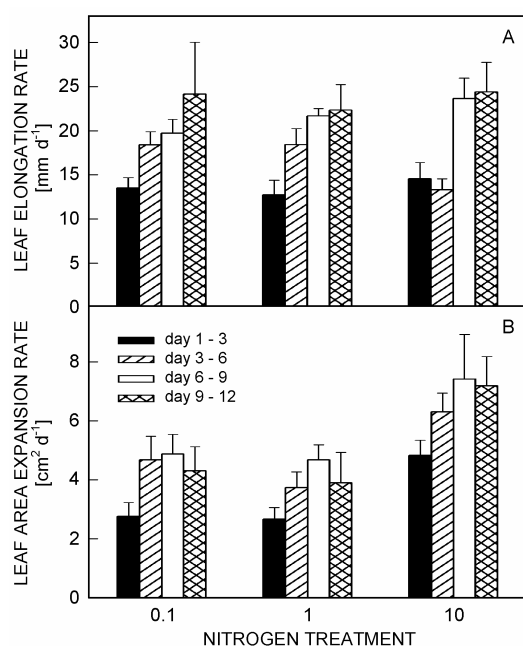 A
30
25
20
15
10
5
0
LEAF ELONGATION RATE
[mm d-1]
B
day 1 - 3
day 3 - 6
day 6 - 9
day 9 - 12
8
6
4
2
0
LEAF AREA EXPANSION RATE
[cm² d-1]
0.1 1 10
NITROGEN TREATMENT